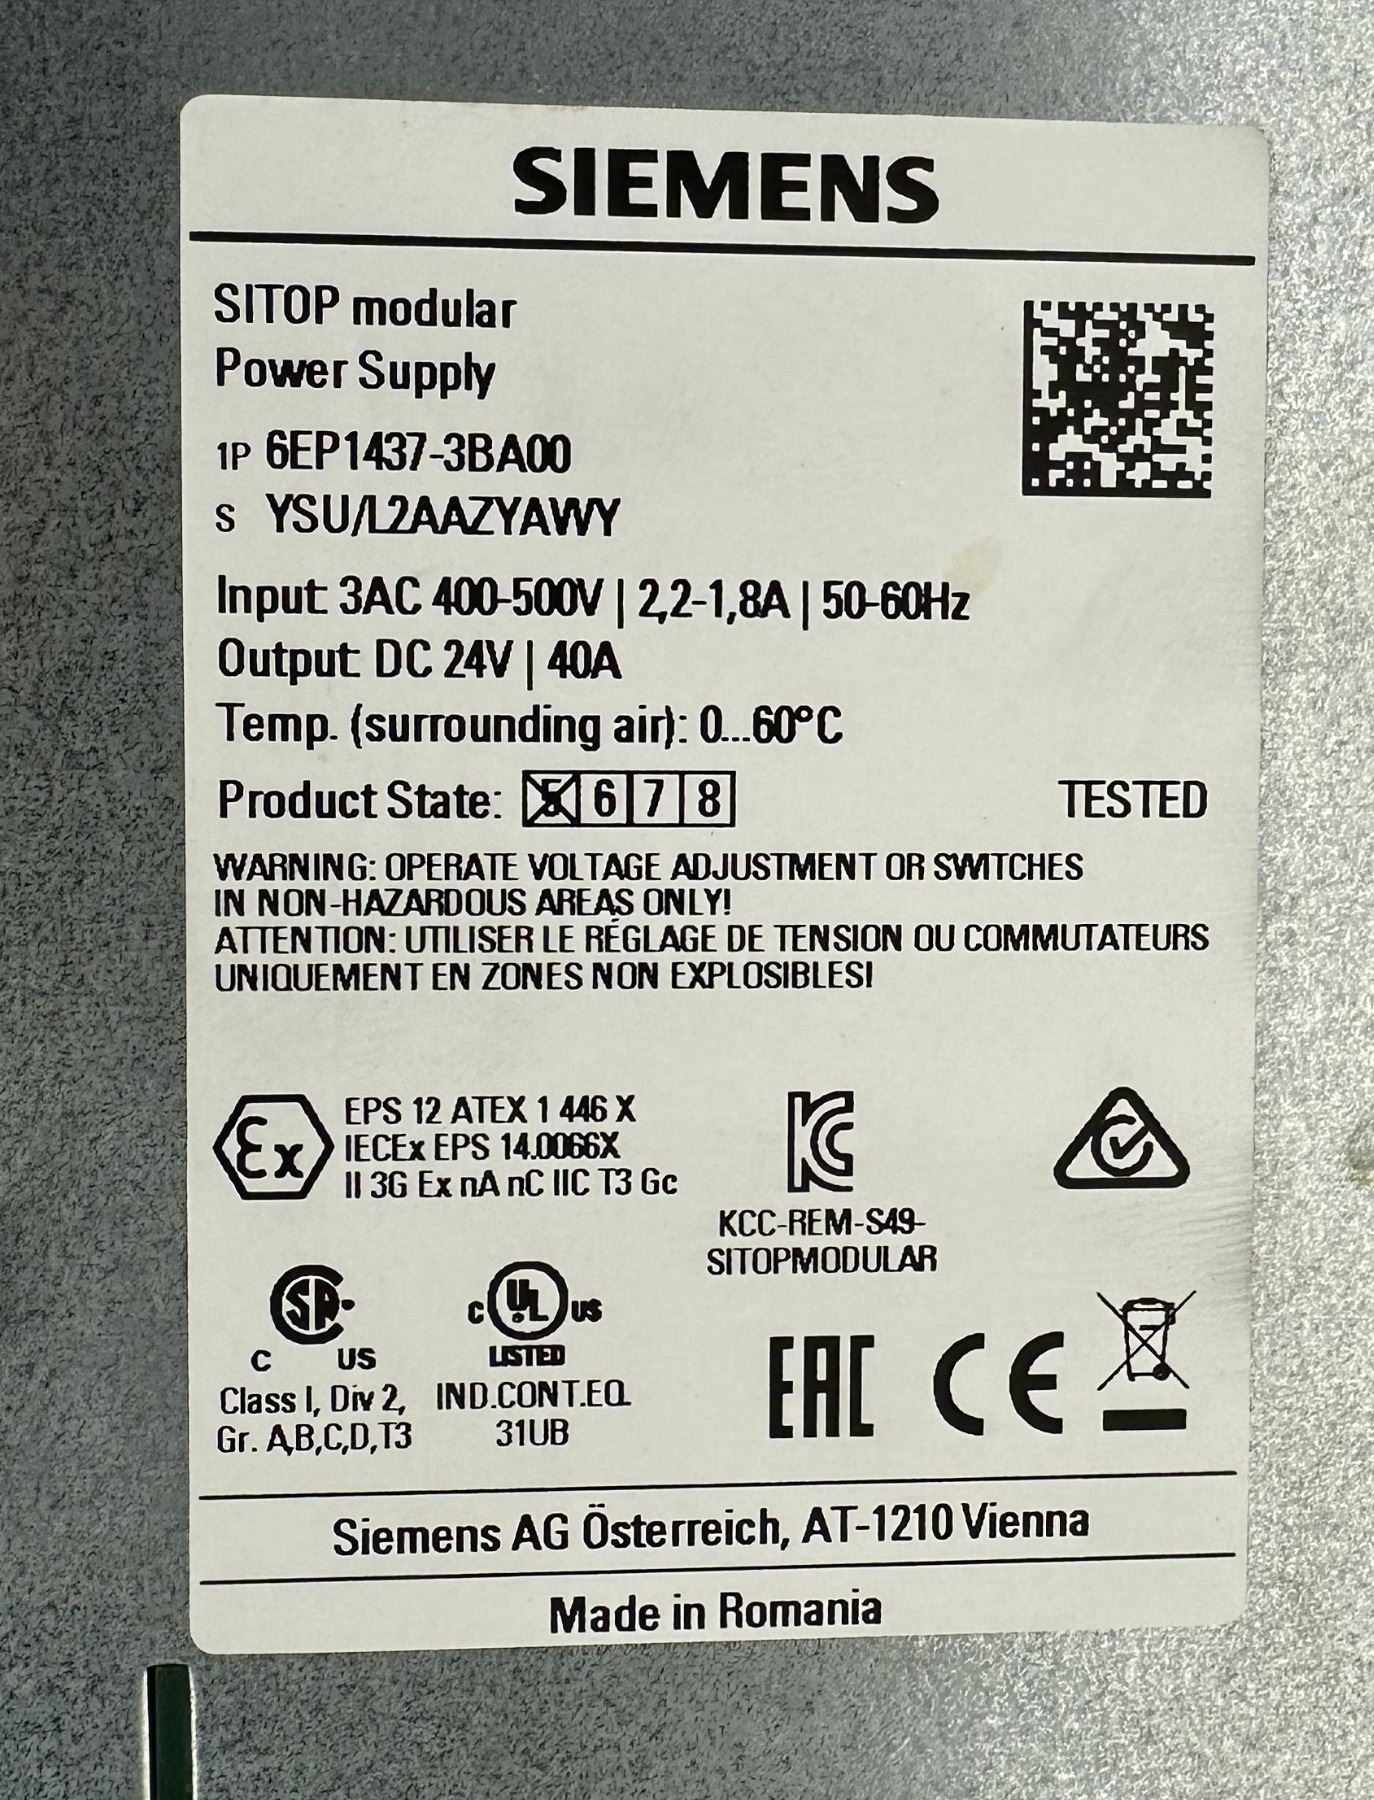 SIEMENS
SITOP modular
Power Supply
1P 6EP1437-3BA00
S YSU/L2AAZYAWY
Input: 3AC 400-500V | 2,2-1,8A | 50-60Hz
Output: DC 24V | 40A
Temp. (surrounding air): 0...60°C
Product State: 5 6 7 8 TESTED
WARNING: OPERATE VOLTAGE ADJUSTMENT OR SWITCHES
IN NON-HAZARDOUS AREAS ONLY!
ATTENTION: UTILISER LE RÉGLAGE DE TENSION OU COMMUTATEURS
UNIQUEMENT EN ZONES NON EXPLOSIBLES!
Ex EPS 12 ATEX 1 446 X
IECEx EPS 14.0066X
II 3G Ex nA nC IIC T3 Gc
KCC-REM-S49-
SITOPMODULAR
SA
C US
Class I, Div 2,
Gr. A,B,C,D,T3
C UL US
LISTED
IND.CONT.EQ.
31UB
EAC CE
Siemens AG Österreich, AT-1210 Vienna
Made in Romania